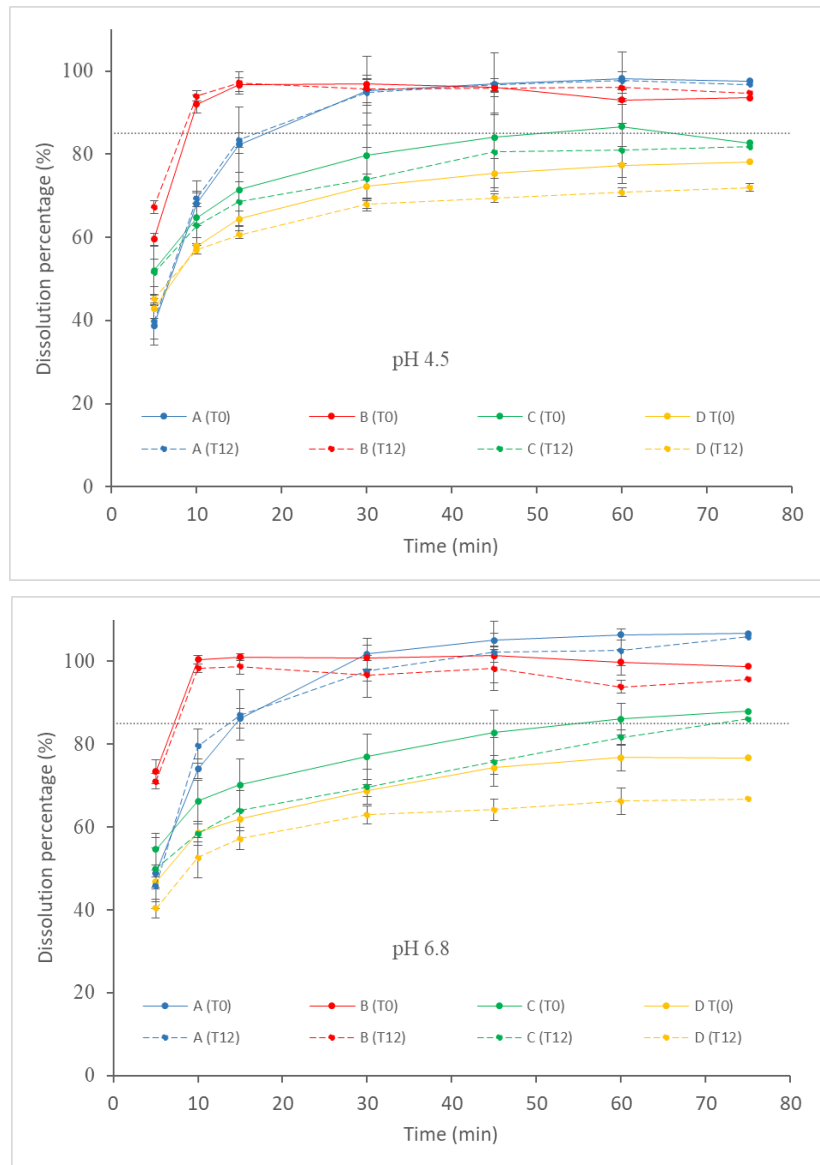 100
80
60
40
20
0
Dissolution percentage (%)
pH 4.5
A (T0) B (T0) C (T0) D T(0)
A (T12) B (T12) C (T12) D (T12)
0 10 20 30 40 50 60 70 80
Time (min)
100
80
60
40
20
0
Dissolution percentage (%)
pH 6.8
A (T0) B (T0) C (T0) D T(0)
A (T12) B (T12) C (T12) D (T12)
0 10 20 30 40 50 60 70 80
Time (min)